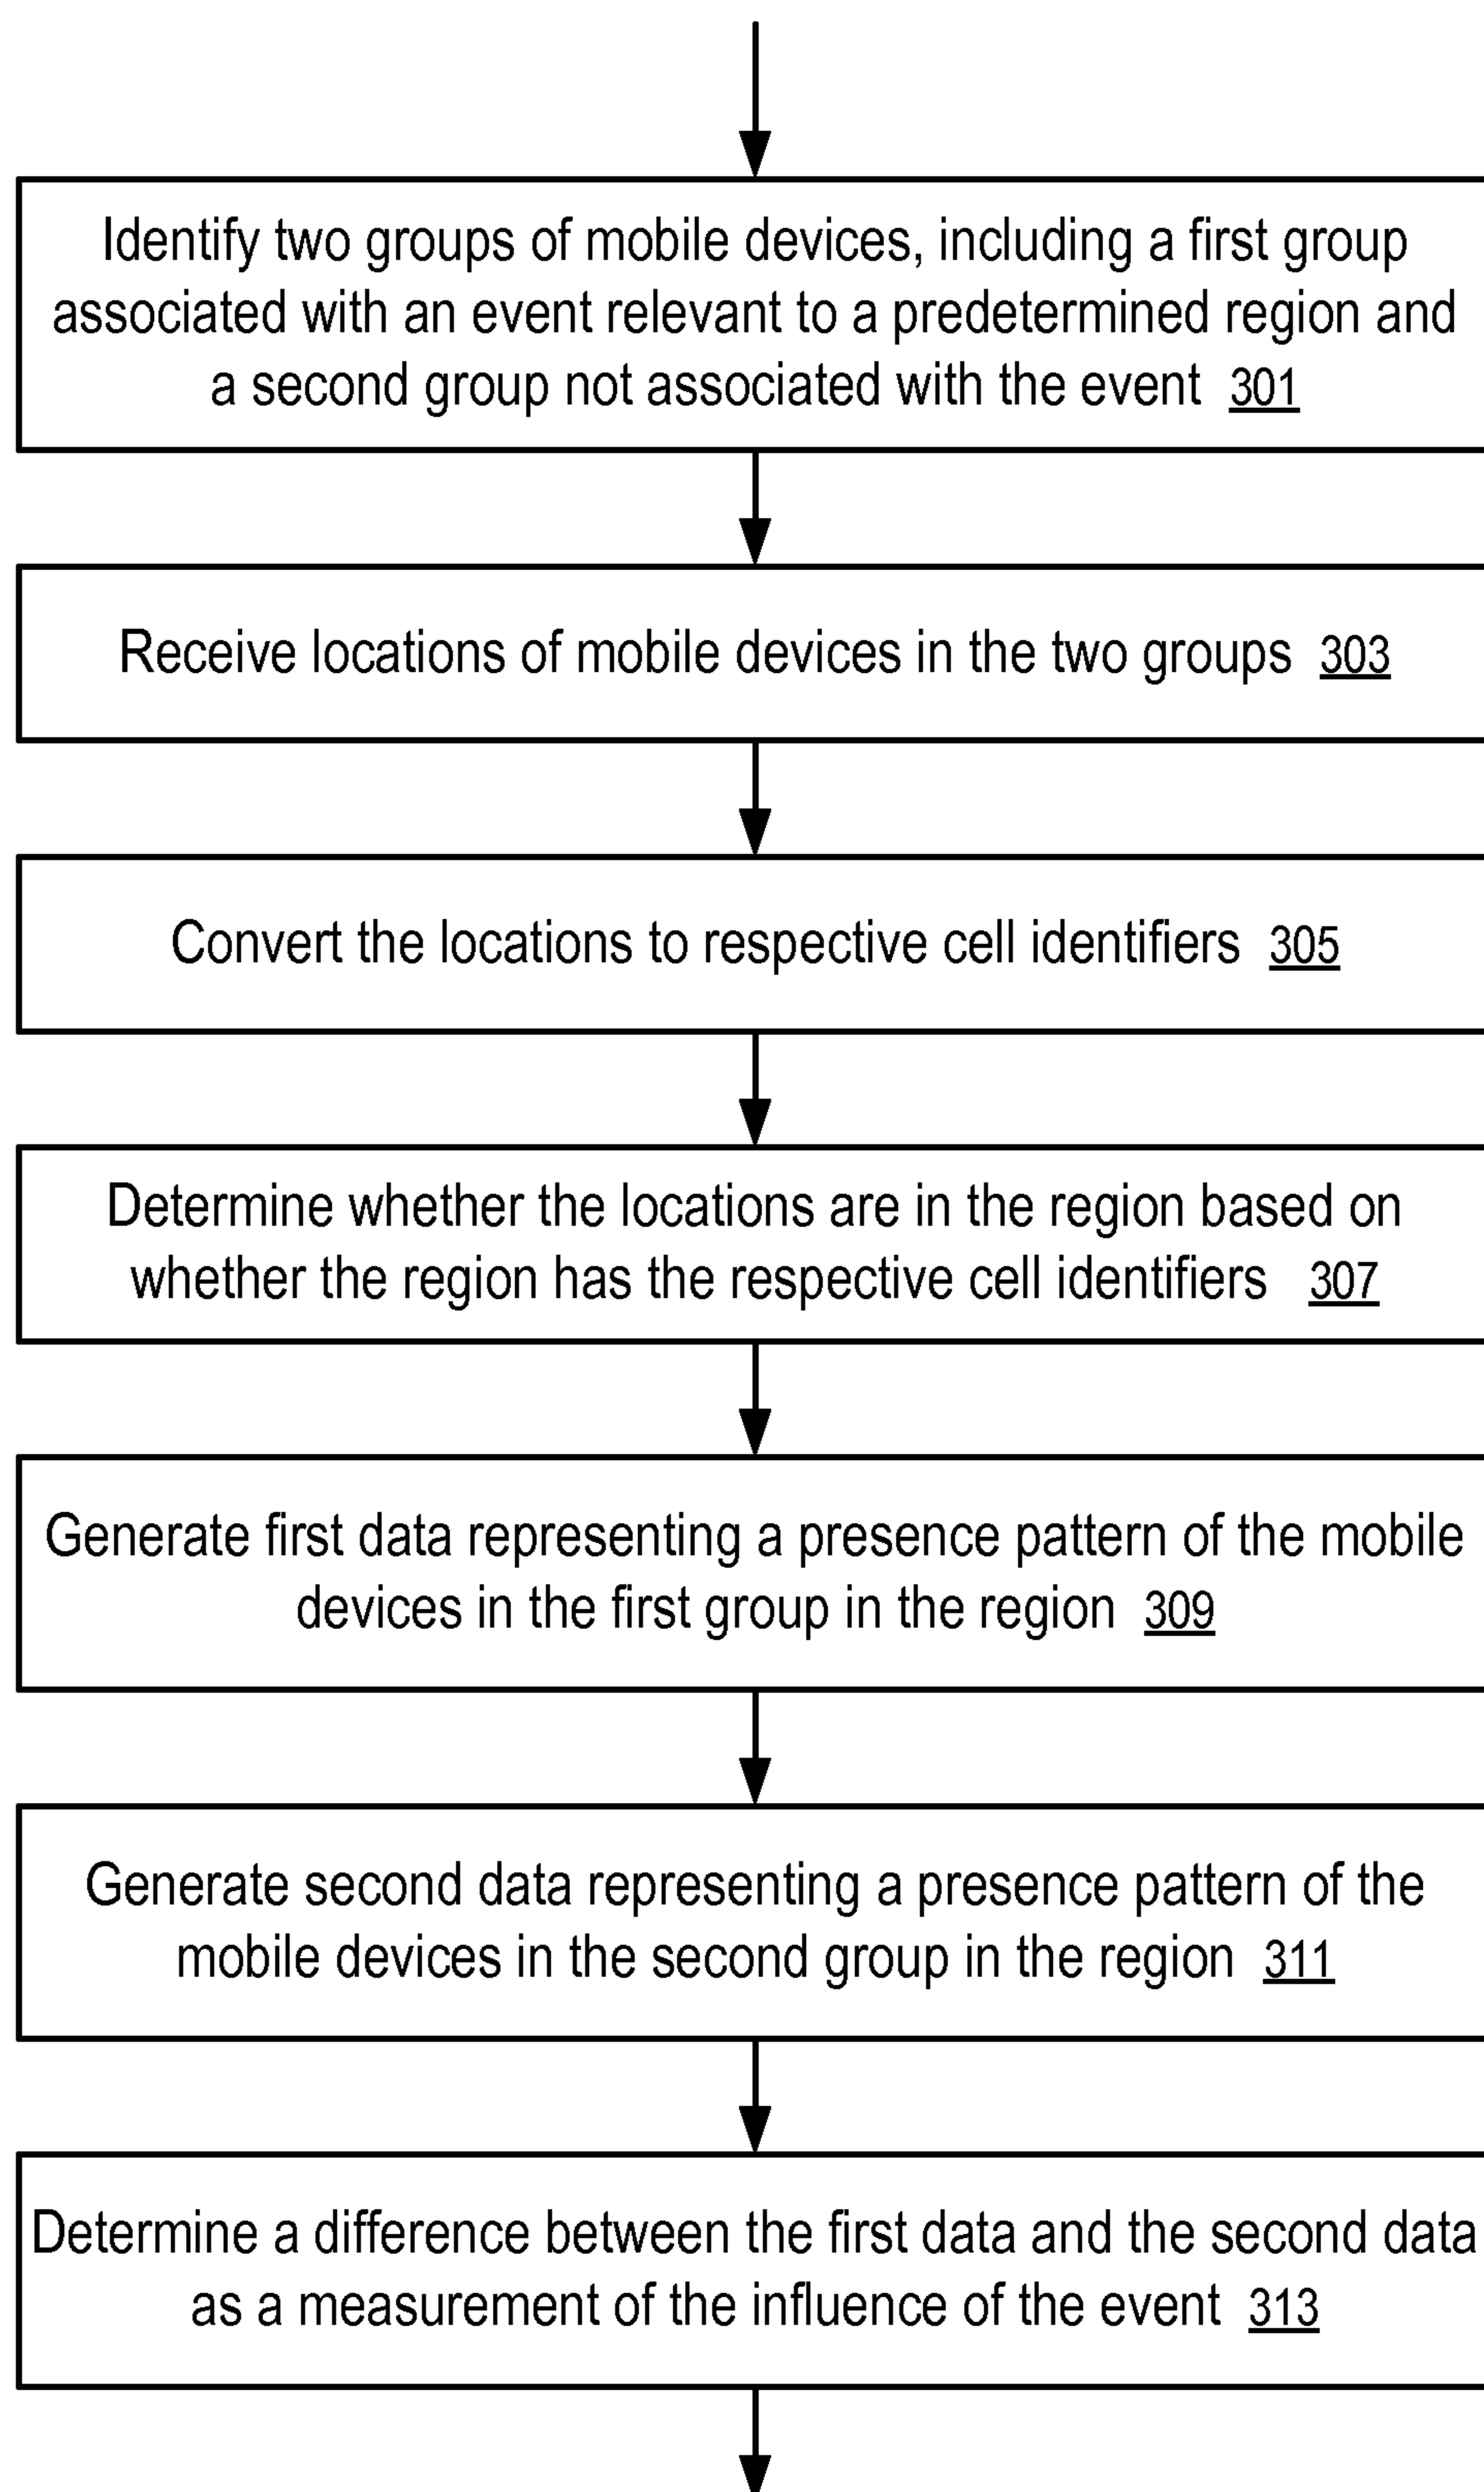 Identify two groups of mobile devices, including a first group
associated with an event relevant to a predetermined region and
a second group not associated with the event 301
Receive locations of mobile devices in the two groups 303
Convert the locations to respective cell identifiers 305
Determine whether the locations are in the region based on
whether the region has the respective cell identifiers 307
Generate first data representing a presence pattern of the mobile
devices in the first group in the region 309
Generate second data representing a presence pattern of the
mobile devices in the second group in the region 311
Determine a difference between the first data and the second data
as a measurement of the influence of the event 313